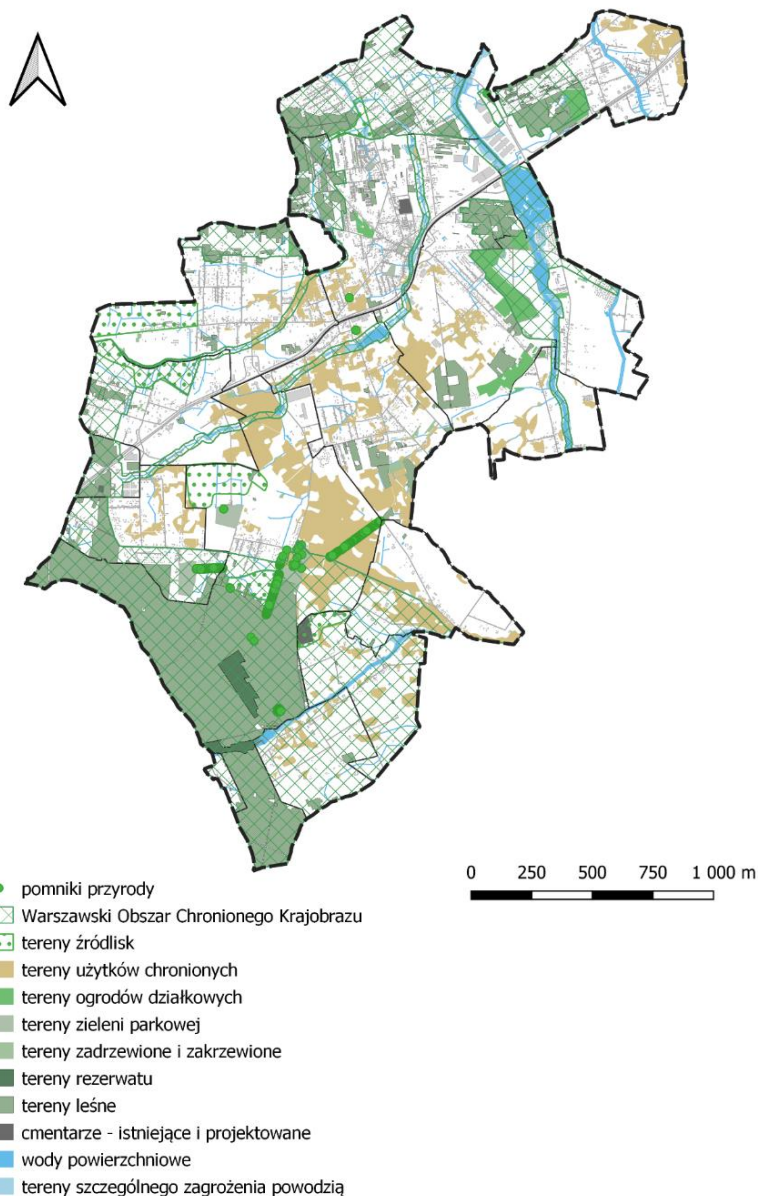 pomniki przyrody
Warszawski Obszar Chronionego Krajobrazu
tereny źródlisk
tereny użytków chronionych
tereny ogrodów działkowych
tereny zieleni parkowej
tereny zadrzewione i zakrzewione
tereny rezerwatu
tereny leśne
cmentarze - istniejące i projektowane
wody powierzchniowe
tereny szczególnego zagrożenia powodzią
0 250 500 750 1 000 m